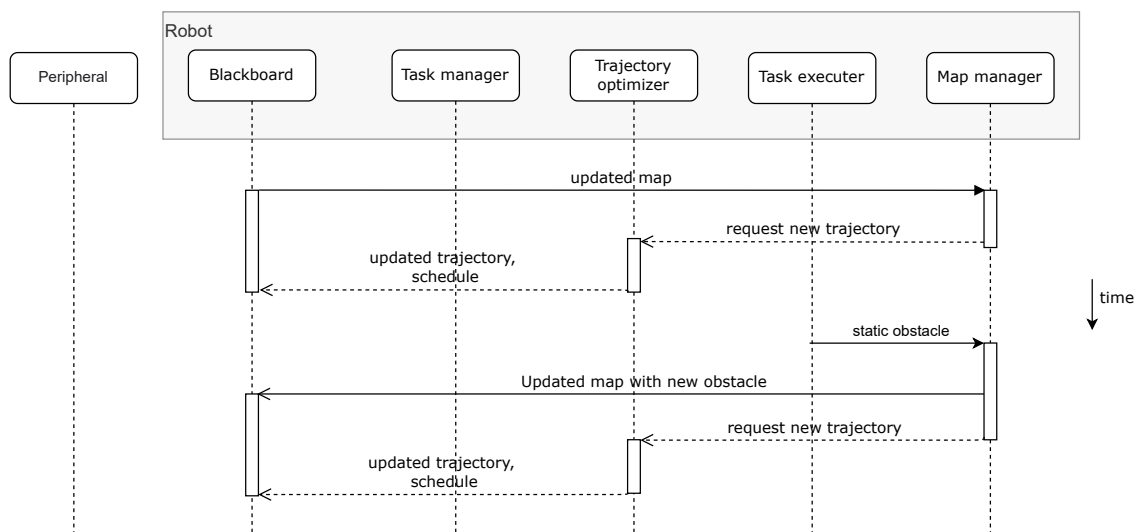 Robot
Peripheral
Blackboard
Task manager
Trajectory
optimizer
Task executer
Map manager
updated map
request new trajectory
updated trajectory,
schedule
time
static obstacle
Updated map with new obstacle
request new trajectory
updated trajectory,
schedule